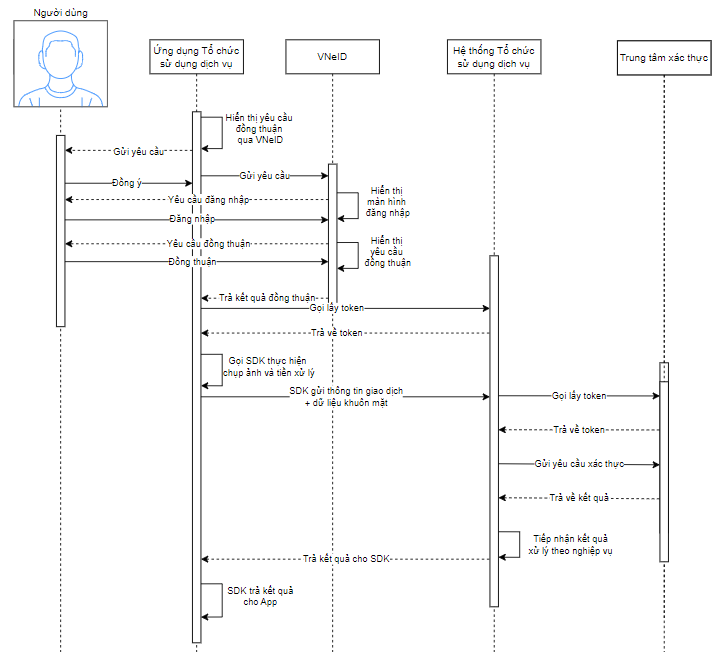 Người dùng
Ứng dụng Tổ chức
sử dụng dịch vụ
VNeID
Hệ thống Tổ chức
sử dụng dịch vụ
Trung tâm xác thực
Hiển thị yêu cầu
đồng thuận
qua VNeID
Gửi yêu cầu
Gửi yêu cầu
Đồng ý
Hiển thị
màn hình
đăng nhập
Yêu cầu đăng nhập
Đăng nhập
Yêu cầu đồng thuận
Hiển thị
yêu cầu
đồng thuận
Đồng thuận
Trả kết quả đồng thuận
Gọi lấy token
Trả về token
Gọi SDK thực hiện
chụp ảnh và tiền xử lý
SDK gửi thông tin giao dịch
+ dữ liệu khuôn mặt
Gọi lấy token
Trả về token
Gửi yêu cầu xác thực
Trả về kết quả
Tiếp nhận kết quả
xử lý theo nghiệp vụ
Trả kết quả cho SDK
SDK trả kết quả
cho App